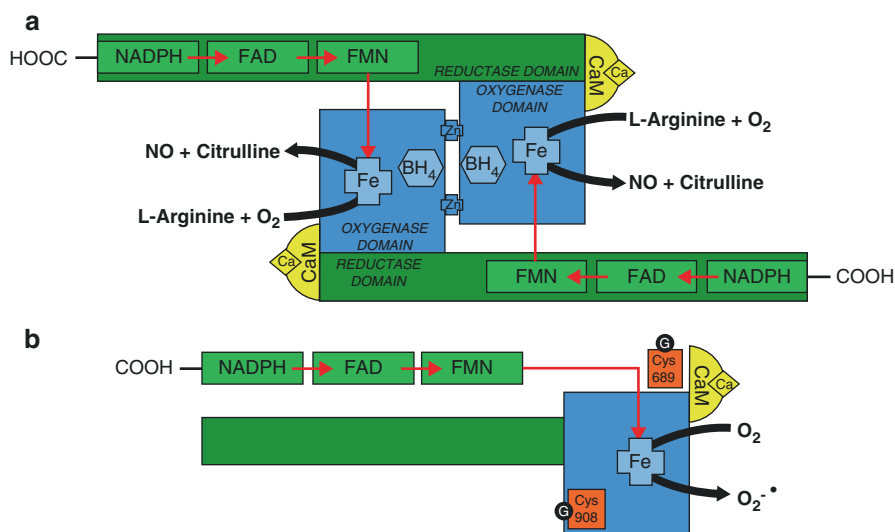 a
HOOC
NADPH
FAD
FMN
REDUCTASE DOMAIN
CaM
Ca
OXYGENASE
DOMAIN
L-Arginine + O2
Zn
NO + Citrulline
Fe
BH4
BH4
Fe
NO + Citrulline
L-Arginine + O2
Zn
OXYGENASE
DOMAIN
Ca
CaM
REDUCTASE
DOMAIN
FMN
FAD
NADPH
COOH
b
COOH
NADPH
FAD
FMN
G
Cys
689
CaM
Ca
O2
Fe
O2-•
G
Cys
908